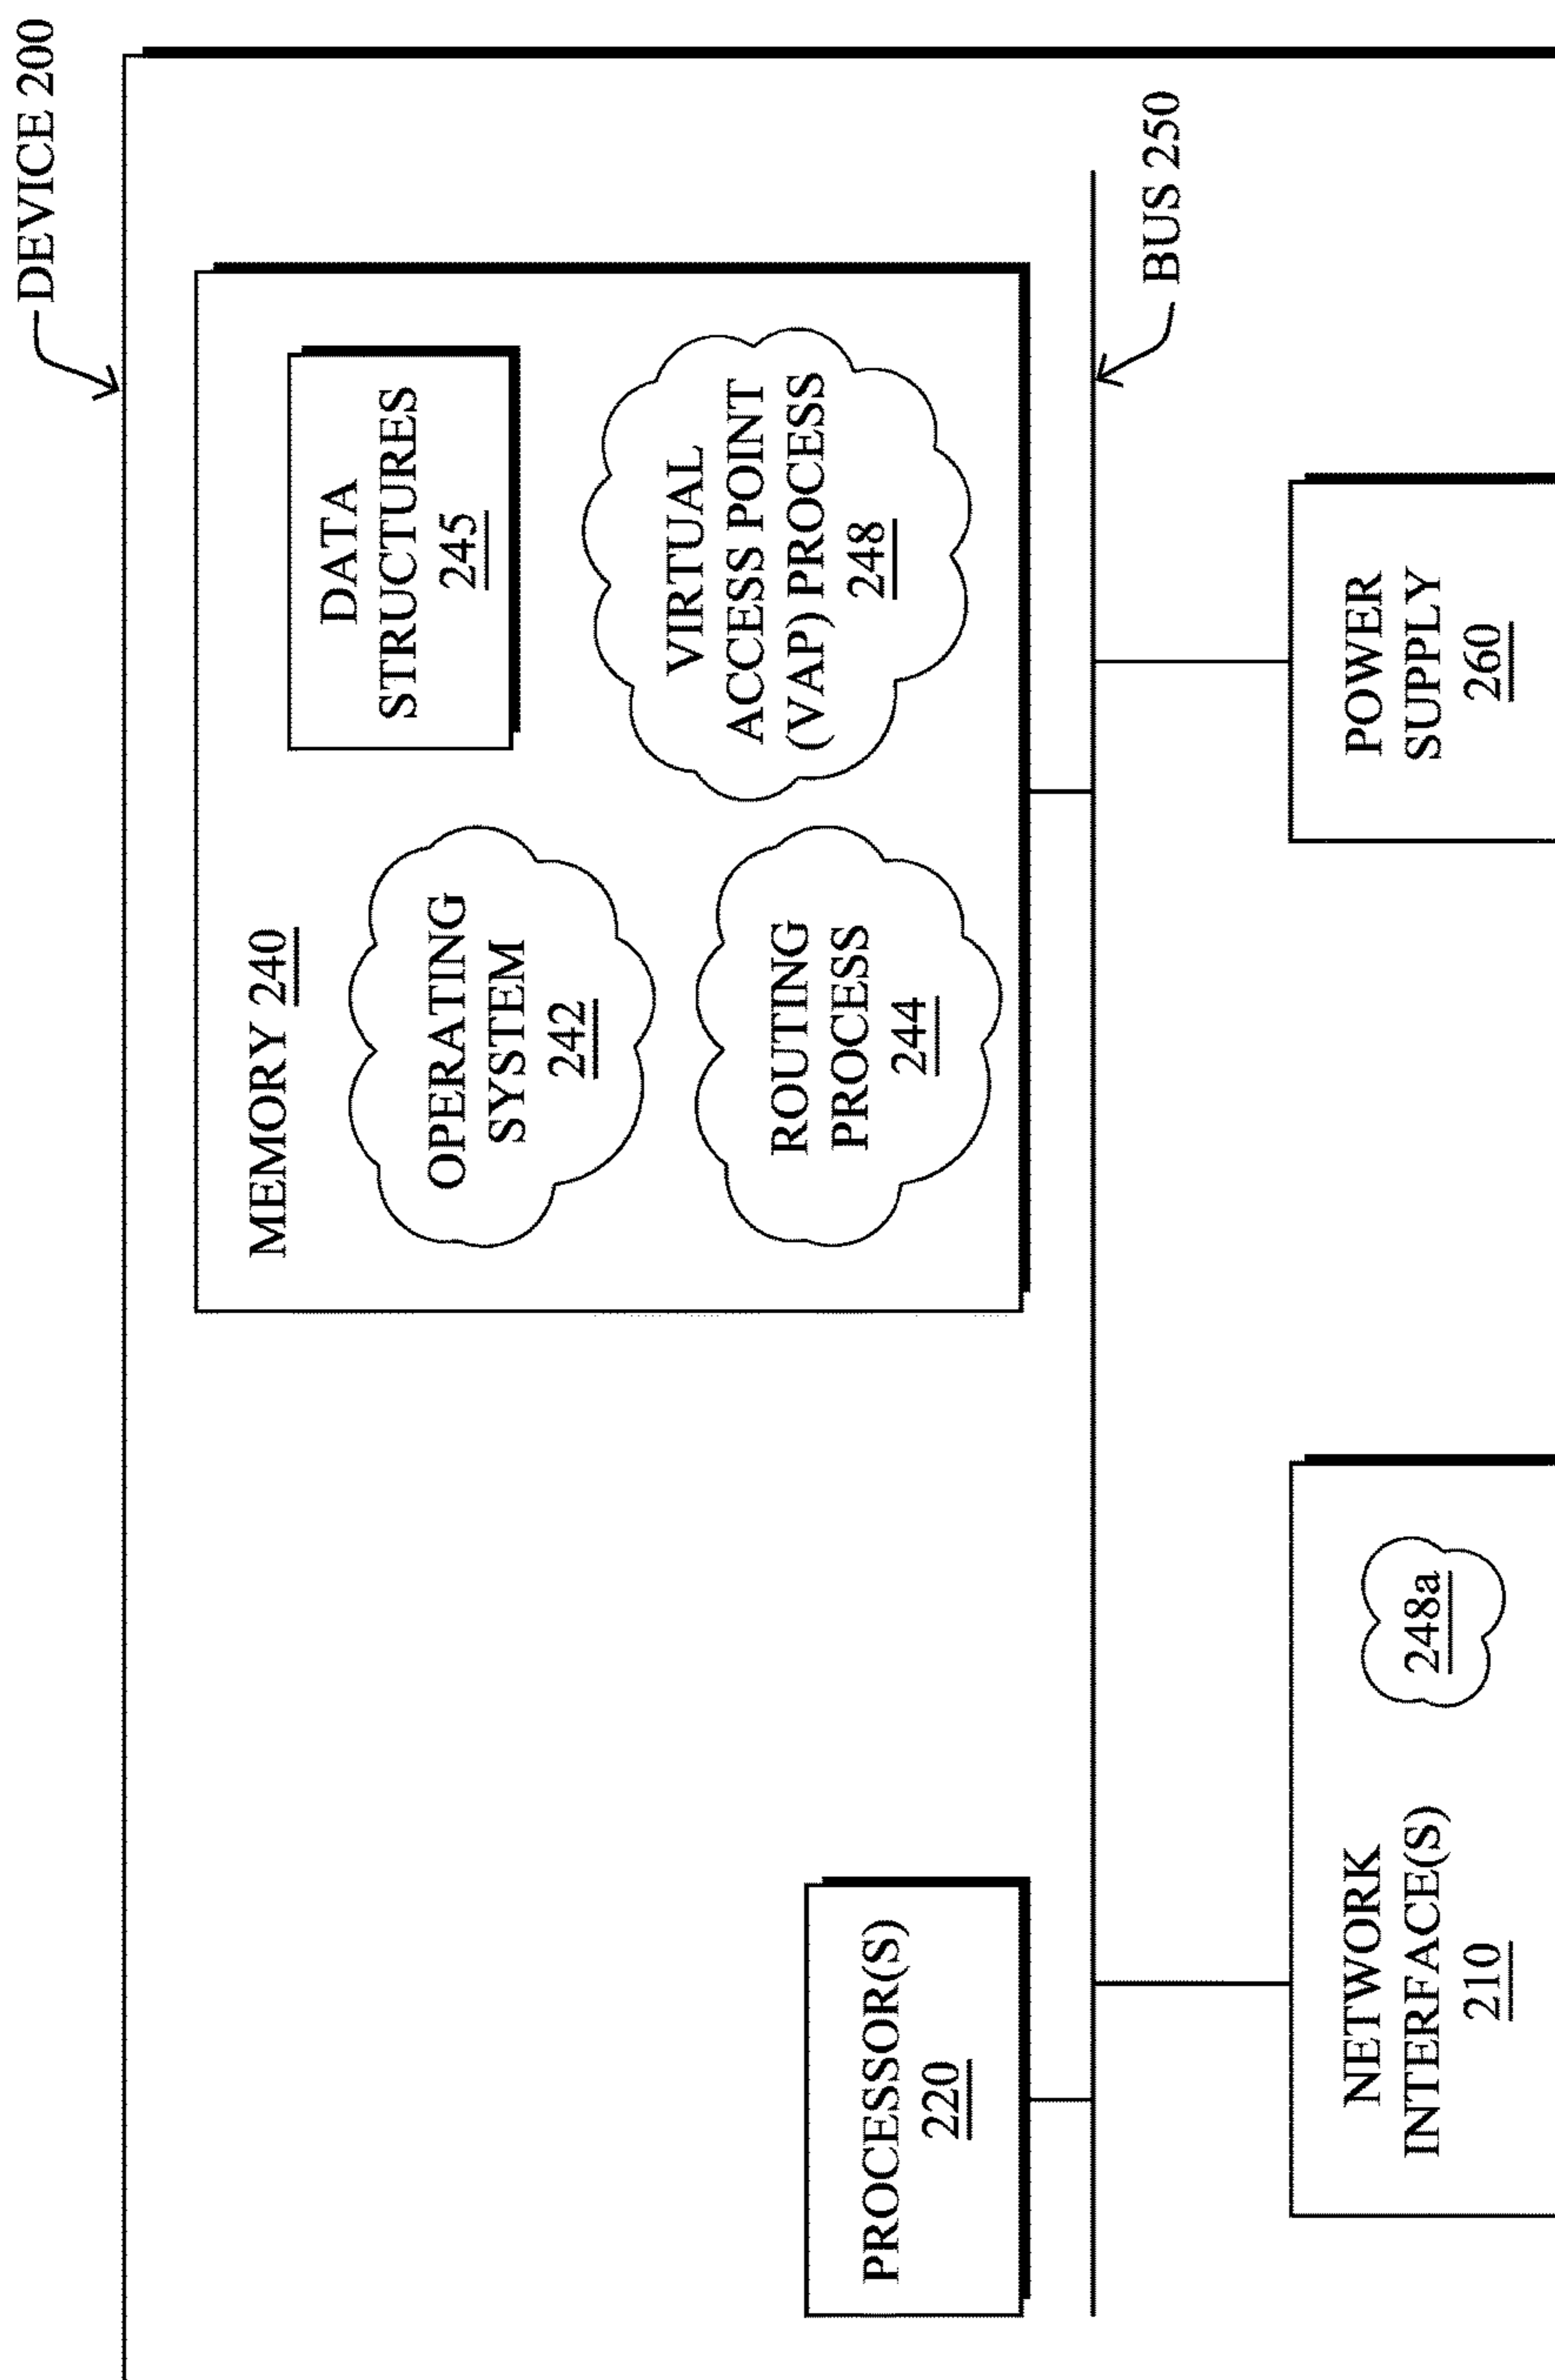 DEVICE 200
MEMORY 240
OPERATING
SYSTEM
242
DATA
STRUCTURES
245
ROUTING
PROCESS
244
VIRTUAL
ACCESS POINT
(VAP) PROCESS
248
PROCESSOR(S)
220
BUS 250
NETWORK
INTERFACE(S)
210
248a
POWER
SUPPLY
260